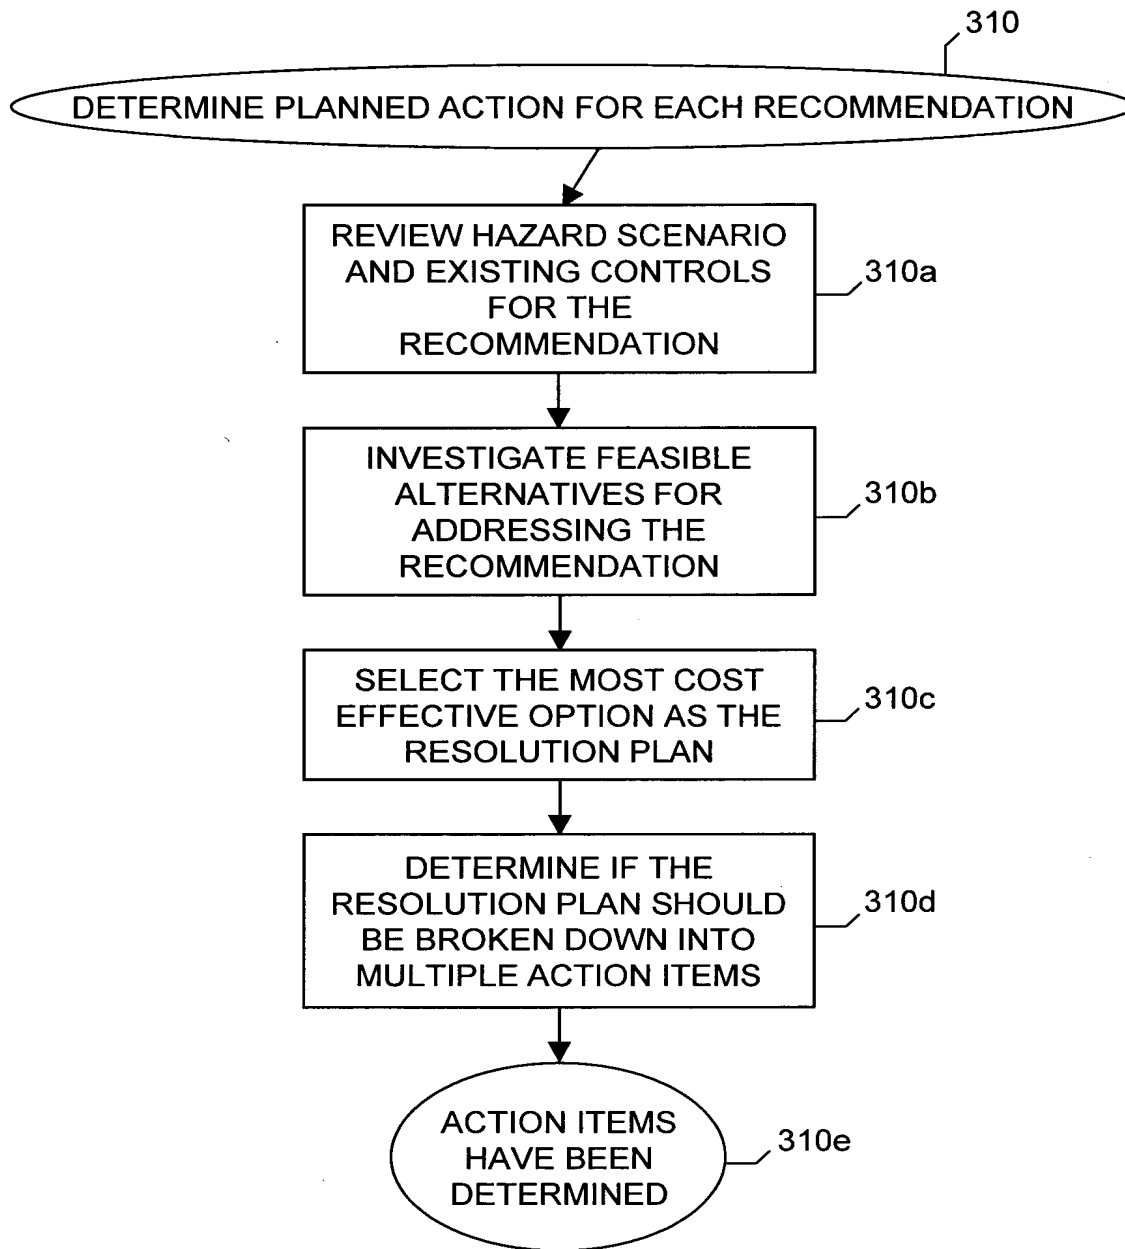 310
DETERMINE PLANNED ACTION FOR EACH RECOMMENDATION
REVIEW HAZARD SCENARIO
AND EXISTING CONTROLS
FOR THE
RECOMMENDATION
310a
INVESTIGATE FEASIBLE
ALTERNATIVES FOR
ADDRESSING THE
RECOMMENDATION
310b
SELECT THE MOST COST
EFFECTIVE OPTION AS THE
RESOLUTION PLAN
310c
DETERMINE IF THE
RESOLUTION PLAN SHOULD
BE BROKEN DOWN INTO
MULTIPLE ACTION ITEMS
310d
ACTION ITEMS
HAVE BEEN
DETERMINED
310e